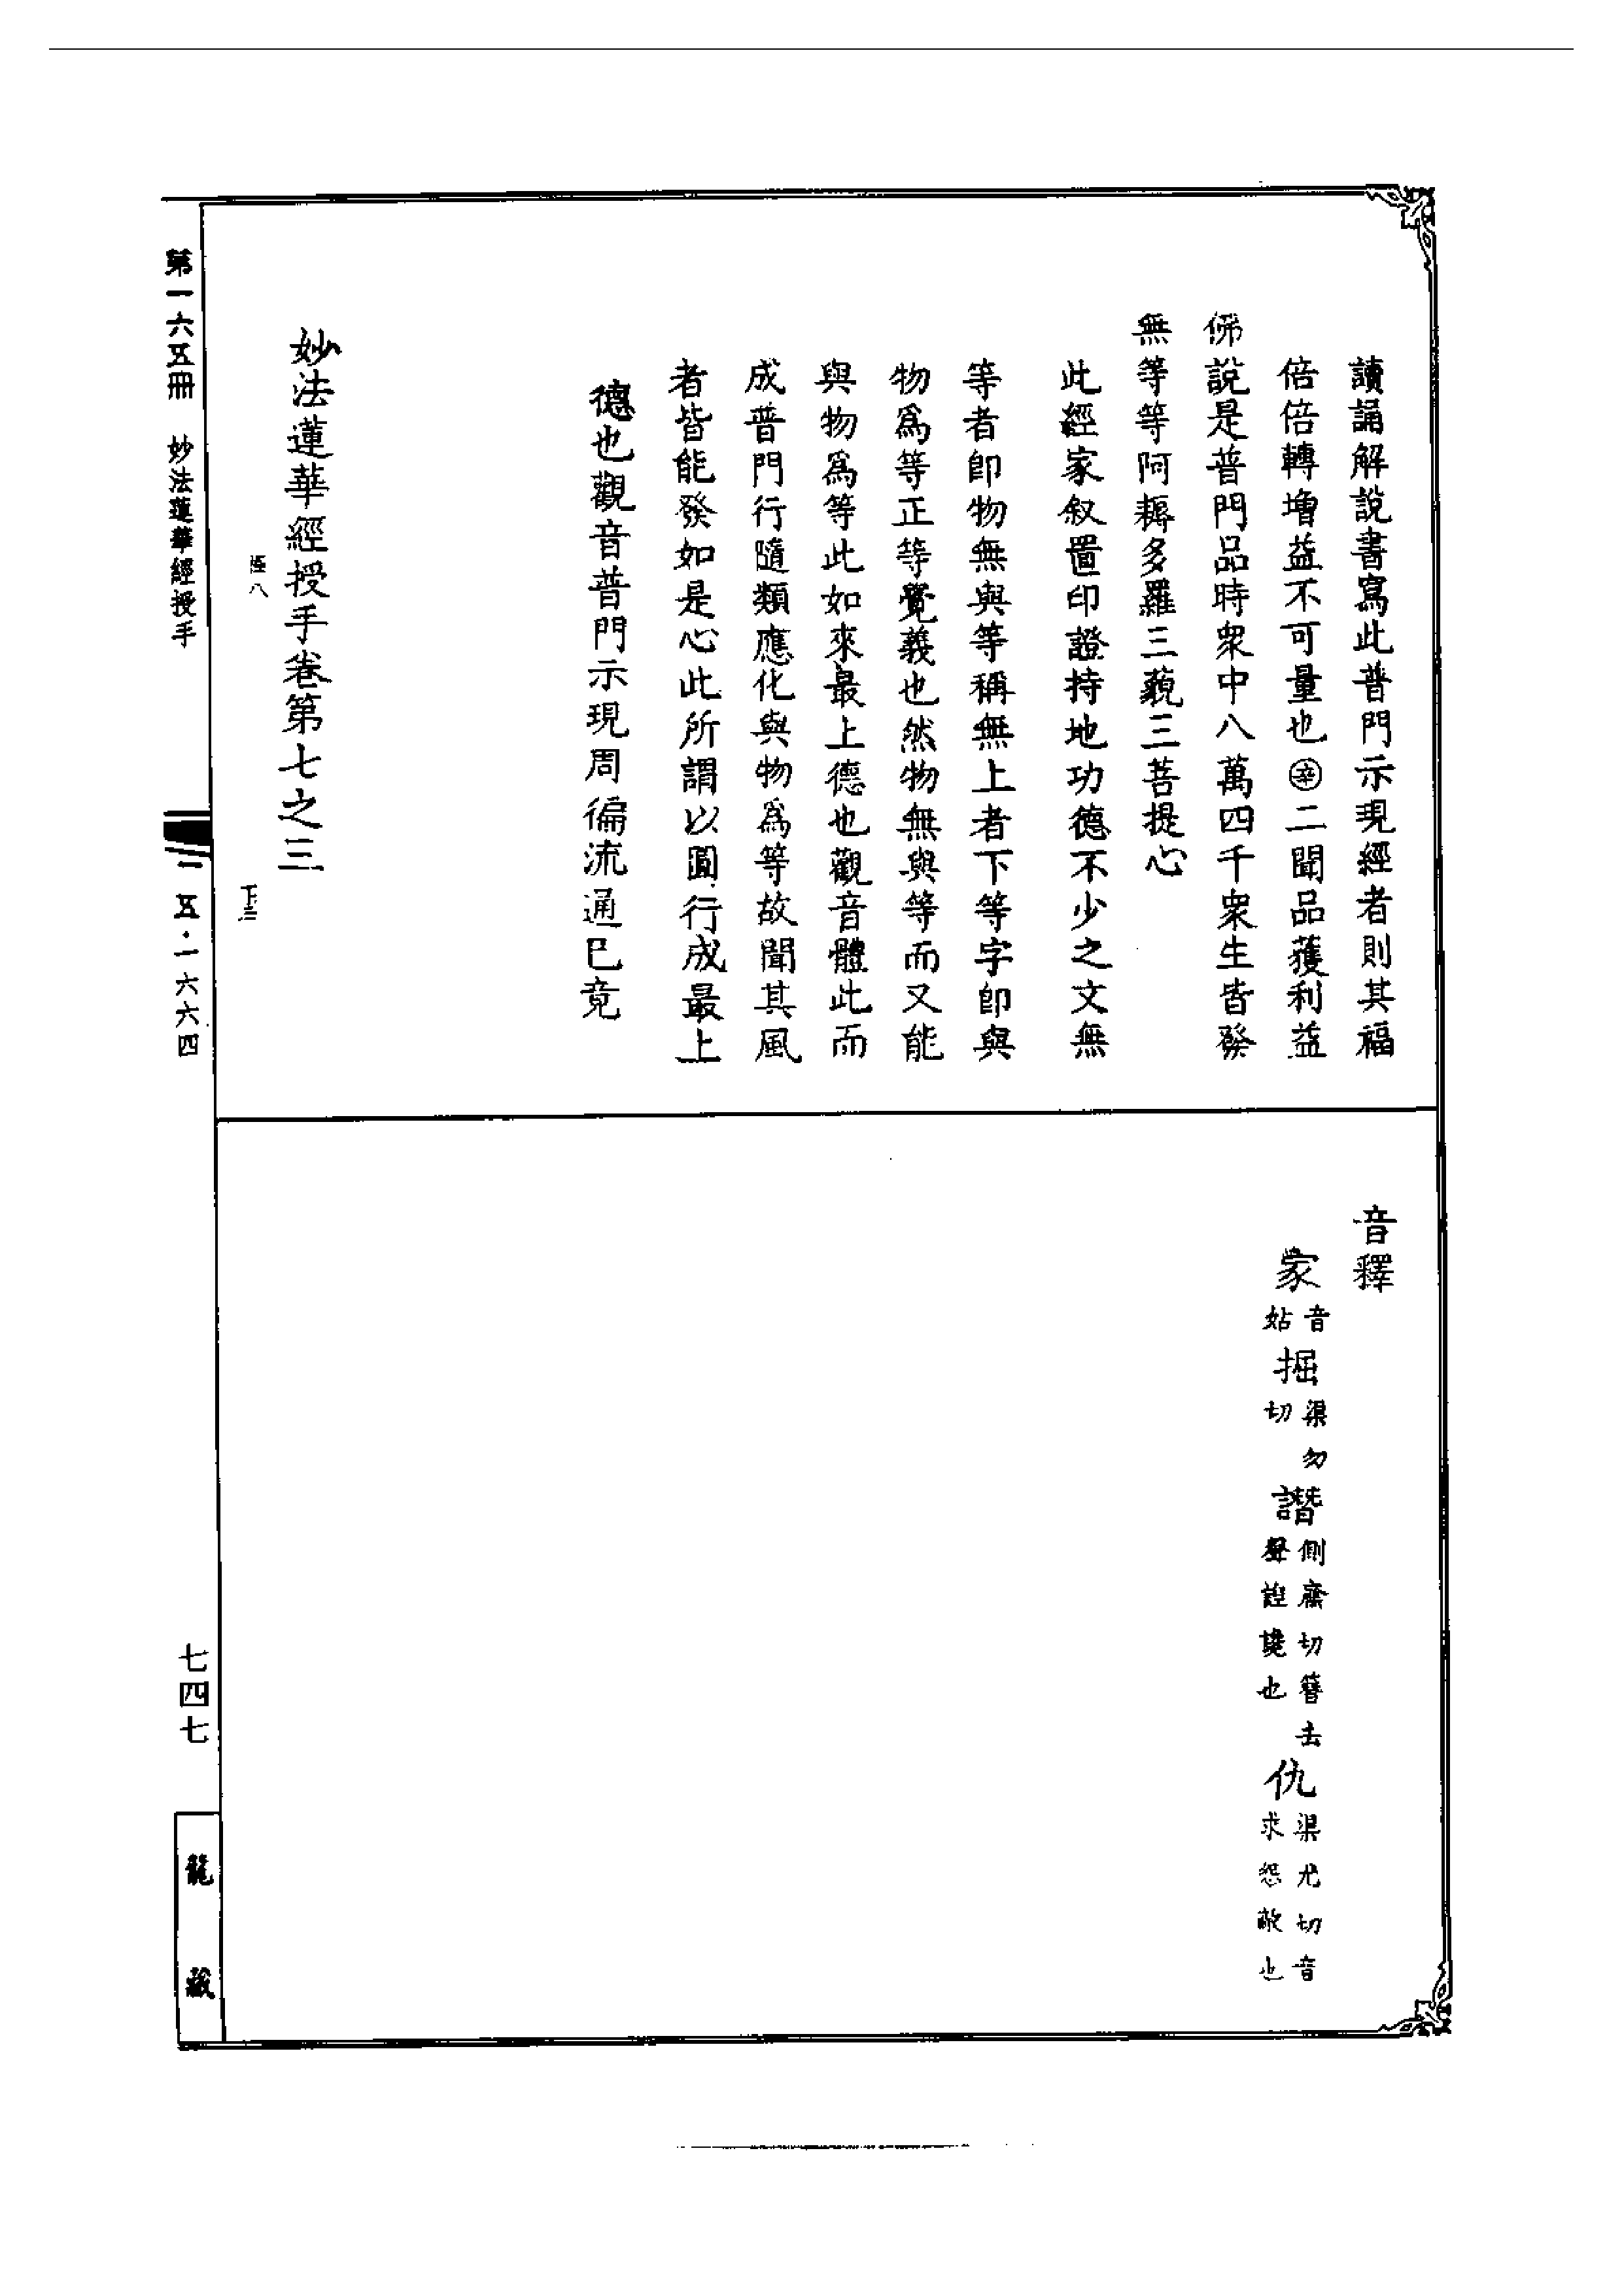 讀誦解說書寫此普門示現經者則其福
倍倍轉增益不可量也㊛二聞品獲利益
佛說是普門品時衆中八萬四千衆生皆發
無等等阿耨多羅三藐三菩提心
此經家叙置印證持地功德不少之文無
等者卽物無與等稱無上者下等字卽與
物爲等正等覺義也然物無與等而又能
與物爲等此如來最上德也觀音體此而
成普門行隨類應化與物爲等故聞其風
者皆能發如是心此所謂以圓行成最上
德也觀音普門示現周徧流通已竟
妙法蓮華經授手卷第七之三
音釋
家 音姑 掘 渠勿切 譖 側齋切簪去聲誣譭也 仇 渠尤切音求怨敵也
八
第一六五冊 妙法蓮華經授手
一五·一六六四
七四七
龍藏